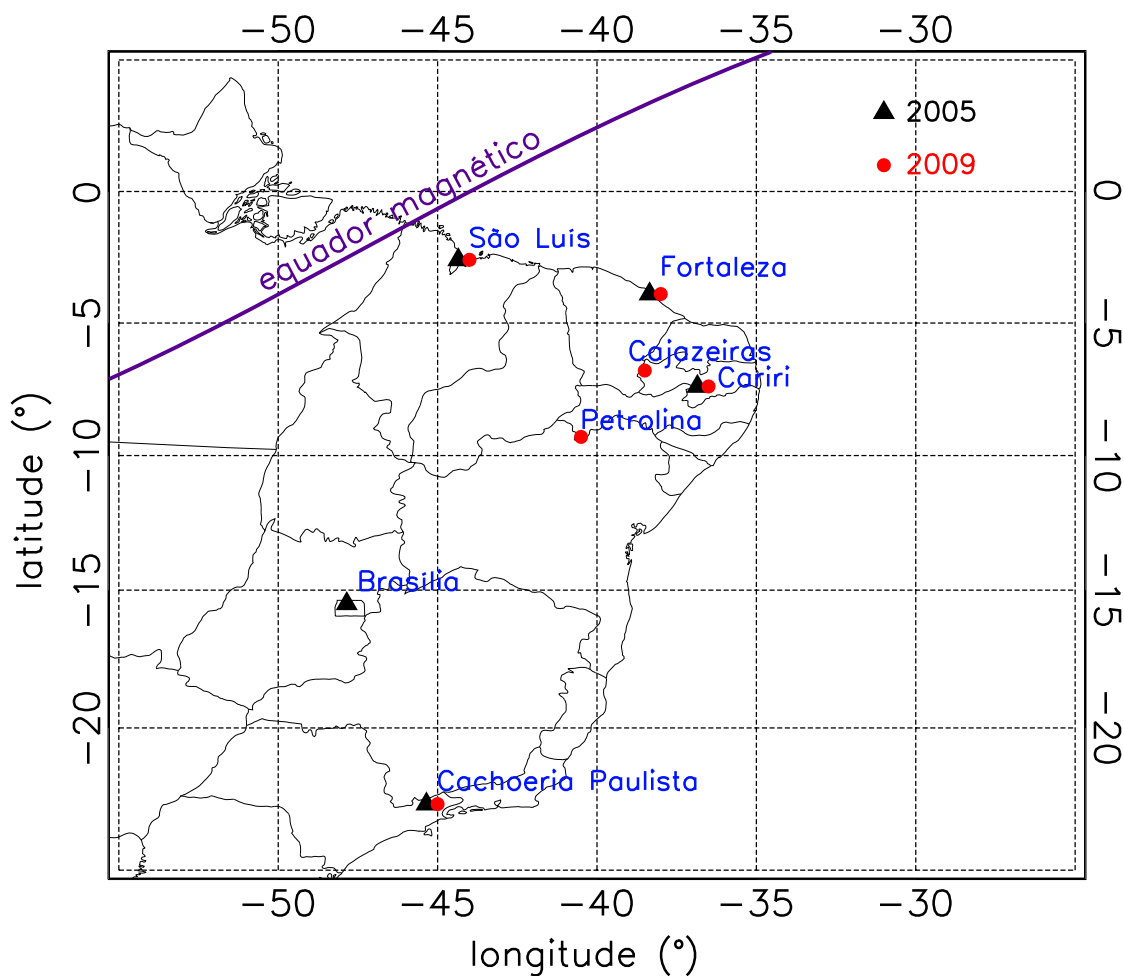 −50 −45 −40 −35 −30
2005
2009
equador magnético
0
0
São Luís
Fortaleza
−5
−5
Cajazeiras
Cariri
Petrolina
−10
−10
latitude (°)
Brasilia
−15
−15
−20
−20
Cachoeria Paulista
−50 −45 −40 −35 −30
longitude (°)